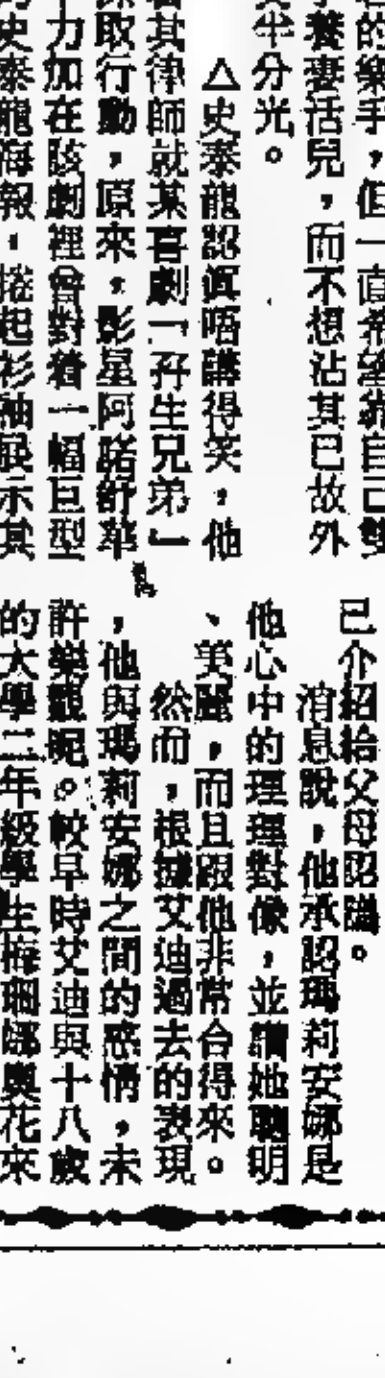 的樂手，但一直希望靠自己雙
養妻活兒，而不想沾其已故外
半分光。
△史泰龍認眞唔講得笑，他
其律師就某喜劇「孖生兄弟」
取行動，原來，影星阿諾舒華
力加在該劇裡曾對着一幅巨型
史泰龍海報，捲起衫袖展示其
已介紹給父母認識。
消息說，他承認瑪莉安娜是
他心中的理理對像，並讚她聰明
、美麗，而且跟他非常合得來。
然而，根據艾迪過去的表現
，他與瑪莉安娜之間的感情，未
許樂觀呢。較早時艾迪與十八歲
的大學二年級學生梅珊娜奧花來